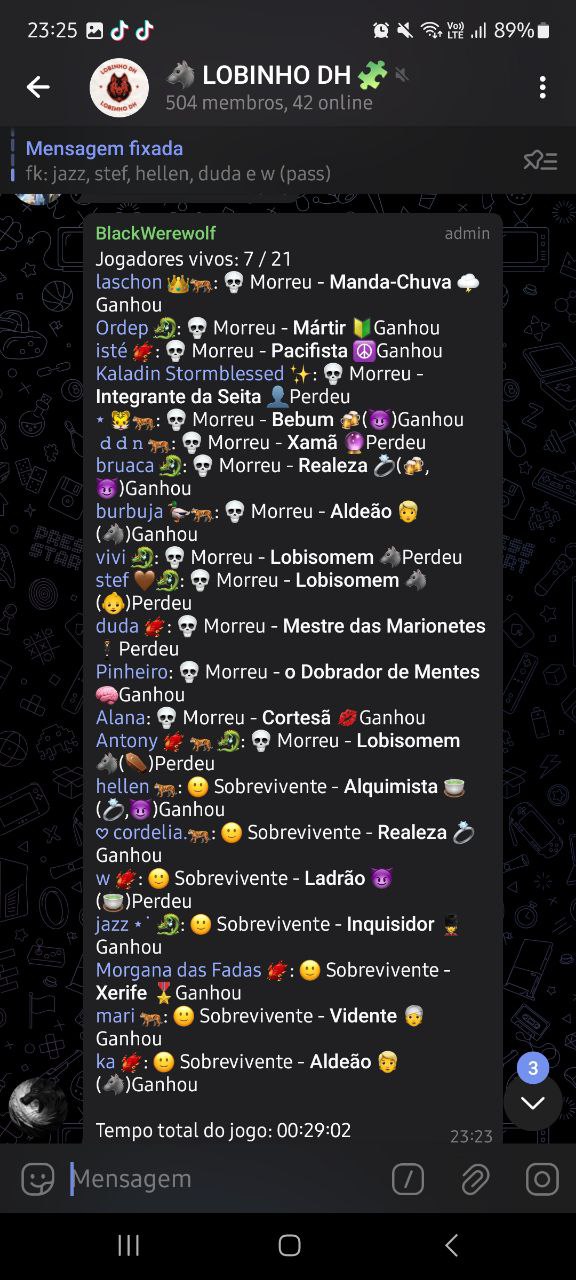 23:25 Vo) LTE 89%
🐺 LOBINHO DH 🧩
504 membros, 42 online
LOBINHO DH
LOBINHO DH
Mensagem fixada
fk: jazz, stef, hellen, duda e w (pass)
BlackWerewolf admin
Jogadores vivos: 7 / 21
laschon 👑🐅: 💀 Morreu - Manda-Chuva 🌩️
Ganhou
Ordep 🐉: 💀 Morreu - Mártir 🔰Ganhou
isté 🐲: 💀 Morreu - Pacifista ☮️Ganhou
Kaladin Stormblessed ✨: 💀 Morreu -
Integrante da Seita 👤Perdeu
⋆ 🐯🐅: 💀 Morreu - Bebum 🍻(😈)Ganhou
d d n 🐅: 💀 Morreu - Xamã 🔮Perdeu
bruaca 🐉: 💀 Morreu - Realeza 💍(🍻,
😈)Ganhou
burbuja 🦆🐅: 💀 Morreu - Aldeão 👱
(🐺)Ganhou
vivi 🐉: 💀 Morreu - Lobisomem 🐺Perdeu
stef 🤎🐉: 💀 Morreu - Lobisomem 🐺
(👶)Perdeu
duda 🐲: 💀 Morreu - Mestre das Marionetes
🕴️Perdeu
Pinheiro: 💀 Morreu - o Dobrador de Mentes
🧠Ganhou
Alana: 💀 Morreu - Cortesã 💋Ganhou
Antony 🐲 🐅 🐉: 💀 Morreu - Lobisomem
🐺(⚰️)Perdeu
hellen 🐅: 🙂 Sobrevivente - Alquimista 🍵
(💍,😈)Ganhou
♡ cordelia.🐅: 🙂 Sobrevivente - Realeza 💍
Ganhou
w 🐲: 🙂 Sobrevivente - Ladrão 😈
(🍵)Perdeu
jazz ⋆˙ 🐉: 🙂 Sobrevivente - Inquisidor 💂
Ganhou
Morgana das Fadas 🐲: 🙂 Sobrevivente -
Xerife 🎖️Ganhou
mari 🐅: 🙂 Sobrevivente - Vidente 👳
Ganhou
ka 🐲: 🙂 Sobrevivente - Aldeão 👱
(🐺)Ganhou
Tempo total do jogo: 00:29:02
23:23
3
Mensagem